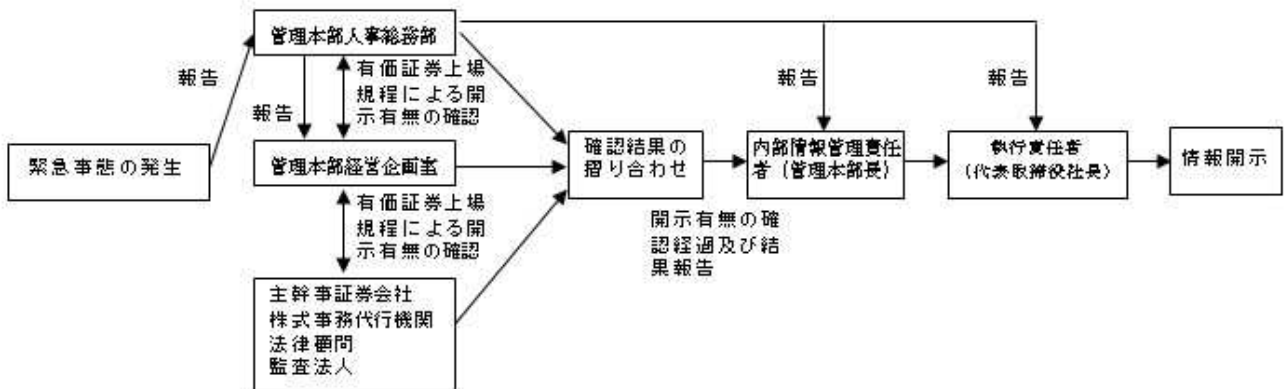 管理本部人事総務部
報告
有価証券上場
規程による開
示有無の確認
報告
報告
報告
緊急事態の発生
管理本部経営企画室
確認結果の
摺り合わせ
内部情報管理責任
者(管理本部長)
執行責任者
(代表取締役社長)
情報開示
有価証券上場
規程による開
示有無の確認
開示有無の確
認経過及び結
果報告
主幹事証券会社
株式事務代行機関
法律顧問
監査法人